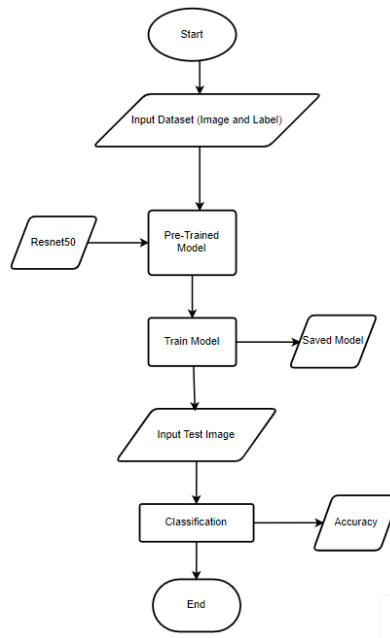 Start
Input Dataset (Image and Label)
Resnet50
Pre-Trained
Model
Train Model
Saved Model
Input Test Image
Classification
Accuracy
End